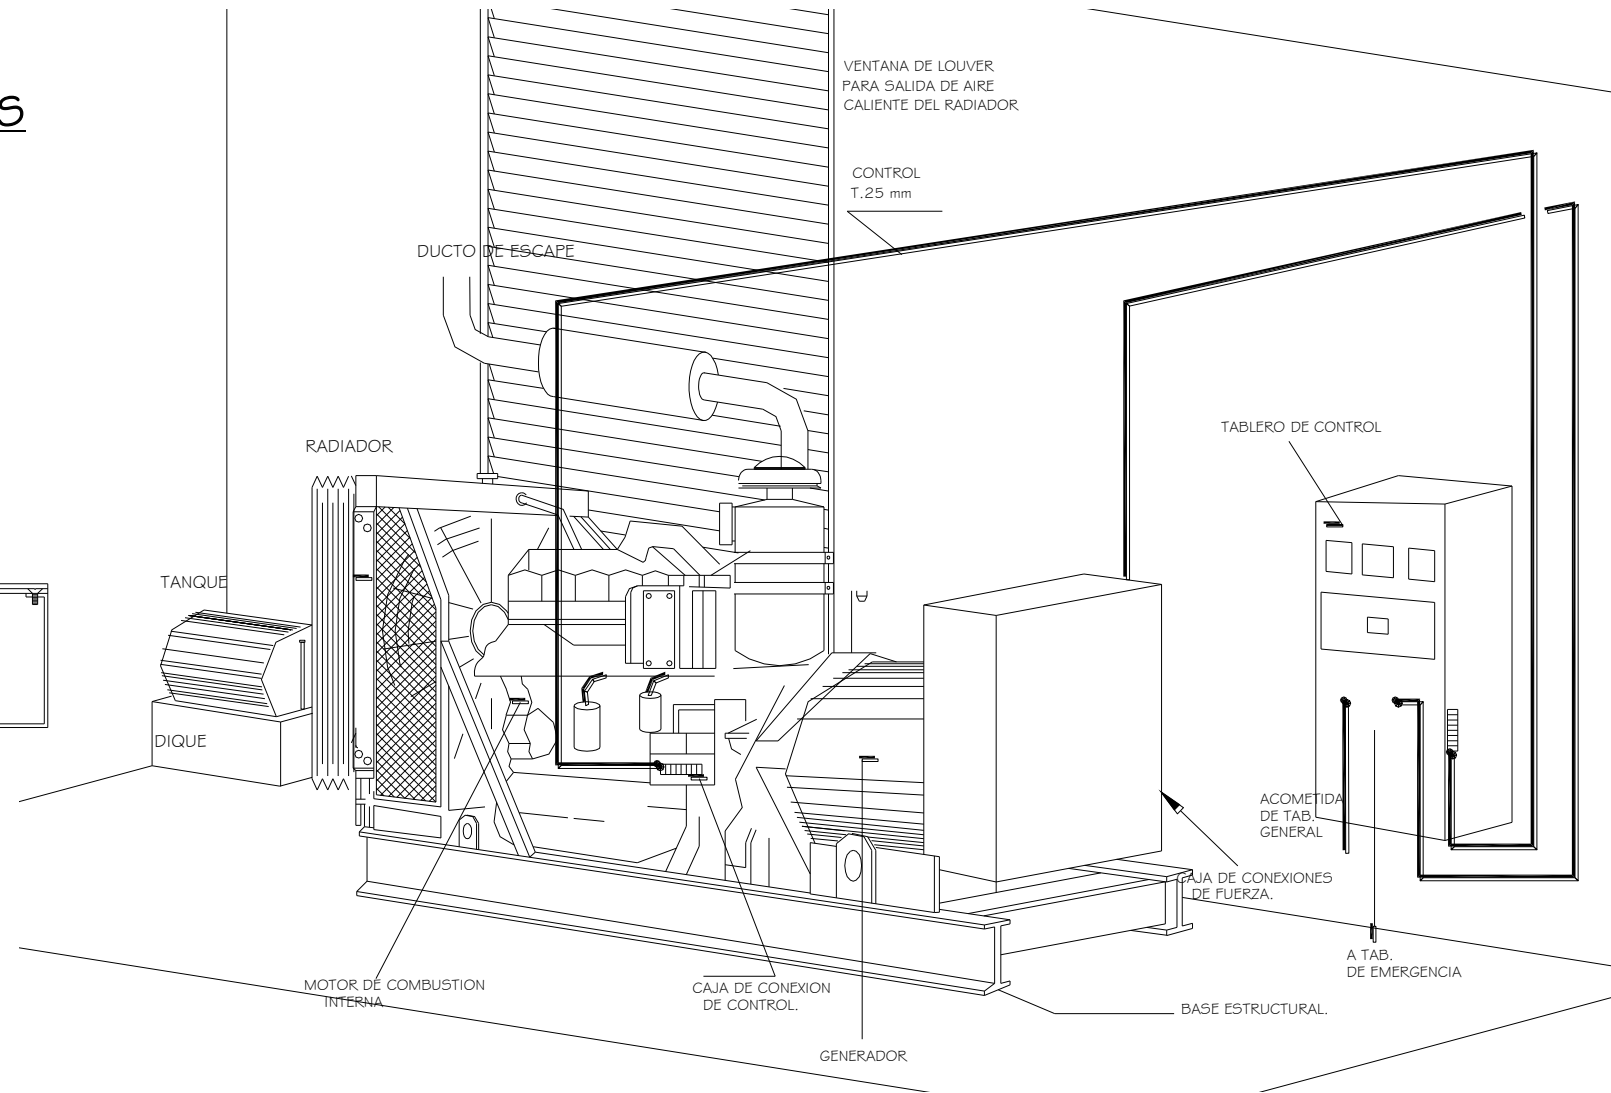 S
VENTANA DE LOUVER
PARA SALIDA DE AIRE
CALIENTE DEL RADIADOR
CONTROL
T.25 mm
DUCTO DE ESCAPE
TABLERO DE CONTROL
RADIADOR
TANQUE
DIQUE
ACOMETIDA
DE TAB.
GENERAL
CAJA DE CONEXIONES
DE FUERZA.
A TAB.
DE EMERGENCIA
MOTOR DE COMBUSTION
INTERNA
CAJA DE CONEXION
DE CONTROL.
BASE ESTRUCTURAL.
GENERADOR